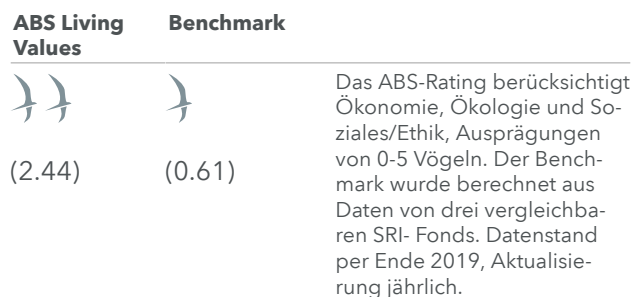 ABS Living Values
Benchmark
(2.44)
(0.61)
Das ABS-Rating berücksichtigt
Ökonomie, Ökologie und So-
ziales/Ethik, Ausprägungen
von 0-5 Vögeln. Der Bench-
mark wurde berechnet aus
Daten von drei vergleichba-
ren SRI- Fonds. Datenstand
per Ende 2019, Aktualisie-
rung jährlich.